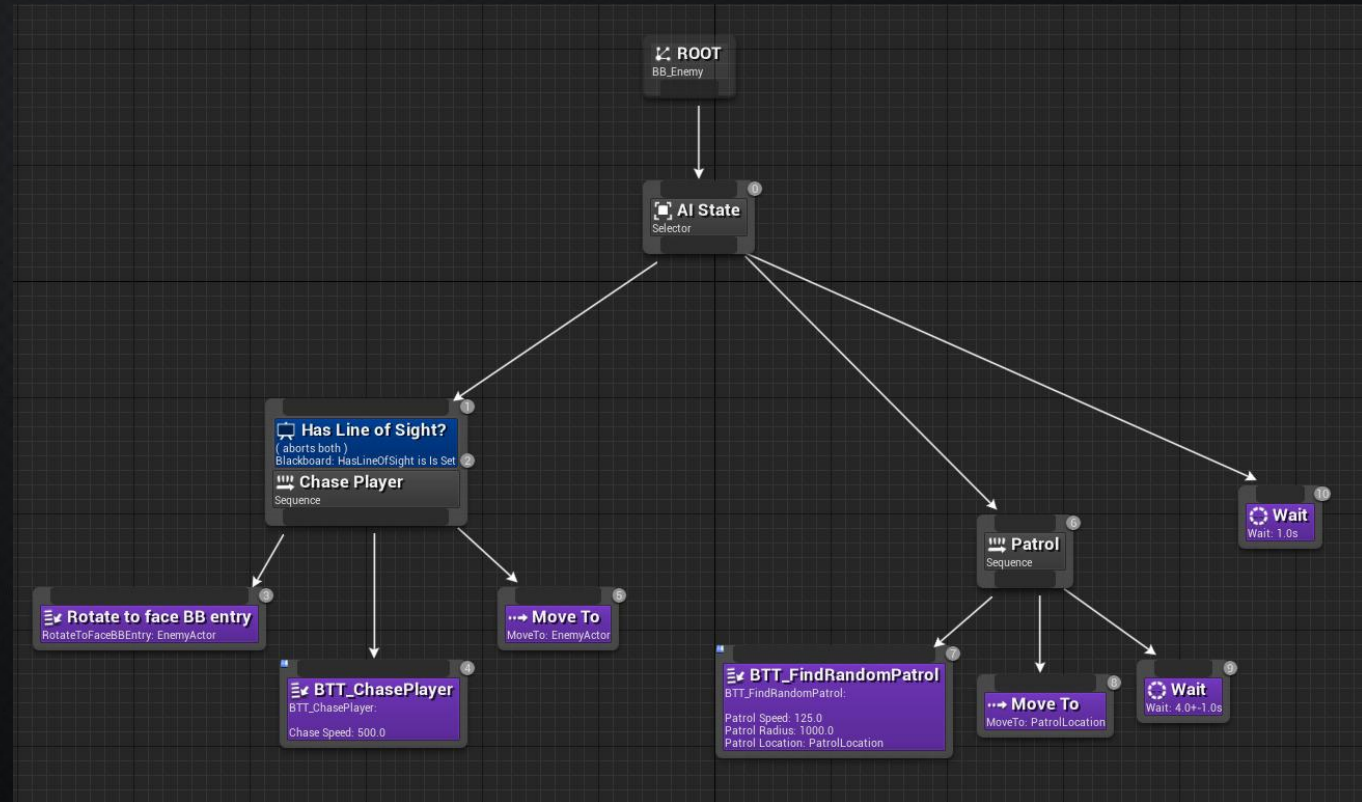 ROOT
BB_Enemy
0
AI State
Selector
1
Has Line of Sight?
( aborts both )
Blackboard: HasLineOfSight is Is Set
2
Chase Player
Sequence
3
Rotate to face BB entry
RotateToFaceBBEntry: EnemyActor
4
BTT_ChasePlayer
BTT_ChasePlayer:
Chase Speed: 500.0
5
Move To
MoveTo: EnemyActor
6
Patrol
Sequence
7
BTT_FindRandomPatrol
BTT_FindRandomPatrol:
Patrol Speed: 125.0
Patrol Radius: 1000.0
Patrol Location: PatrolLocation
8
Move To
MoveTo: PatrolLocation
9
Wait
Wait: 4.0+-1.0s
10
Wait
Wait: 1.0s